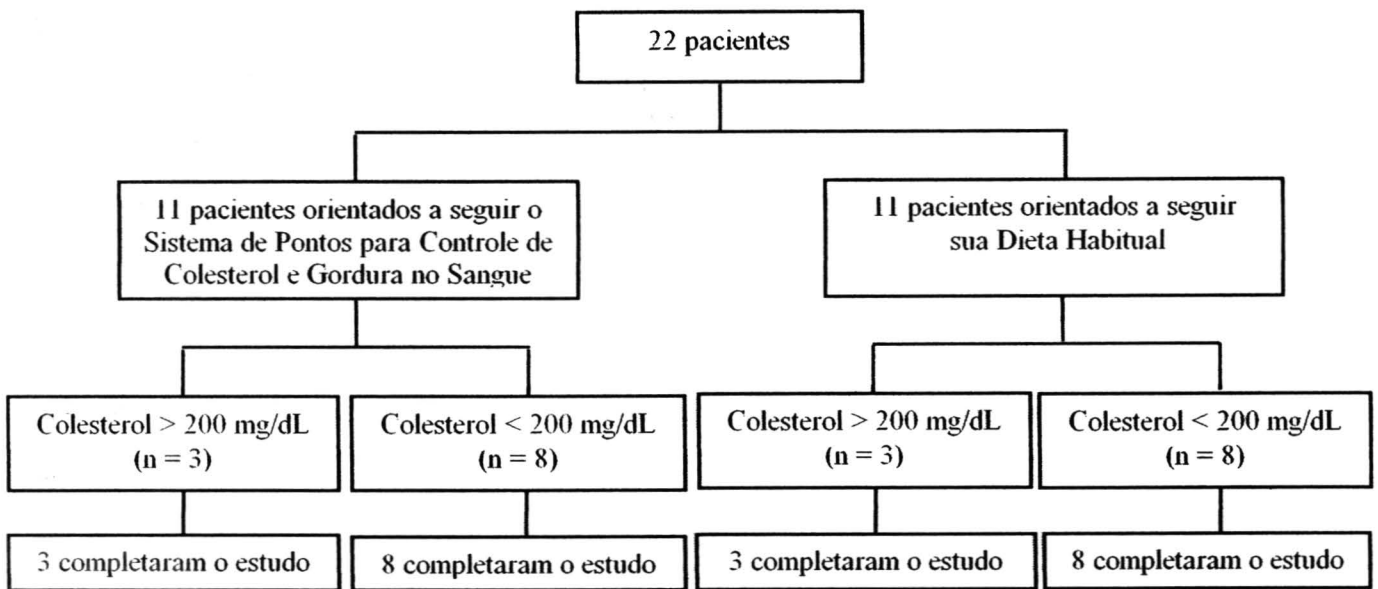 22 pacientes
11 pacientes orientados a seguir o
Sistema de Pontos para Controle de
Colesterol e Gordura no Sangue
11 pacientes orientados a seguir
sua Dieta Habitual
Colesterol > 200 mg/dL
(n = 3)
Colesterol < 200 mg/dL
(n = 8)
Colesterol > 200 mg/dL
(n = 3)
Colesterol < 200 mg/dL
(n = 8)
3 completaram o estudo
8 completaram o estudo
3 completaram o estudo
8 completaram o estudo